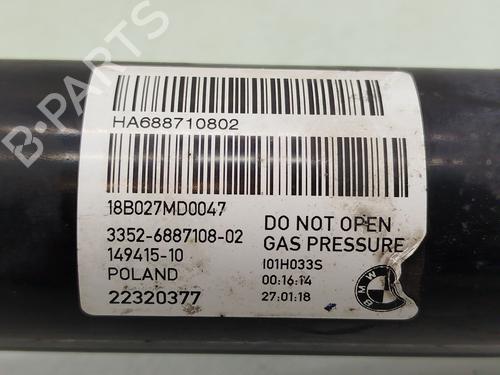 HA688710802
18B027MD0047
3352-6887108-02
149415-10
POLAND
22320377
DO NOT OPEN
GAS PRESSURE
I01H033S
00:16:14
27:01:18
BMW
B-PARTS